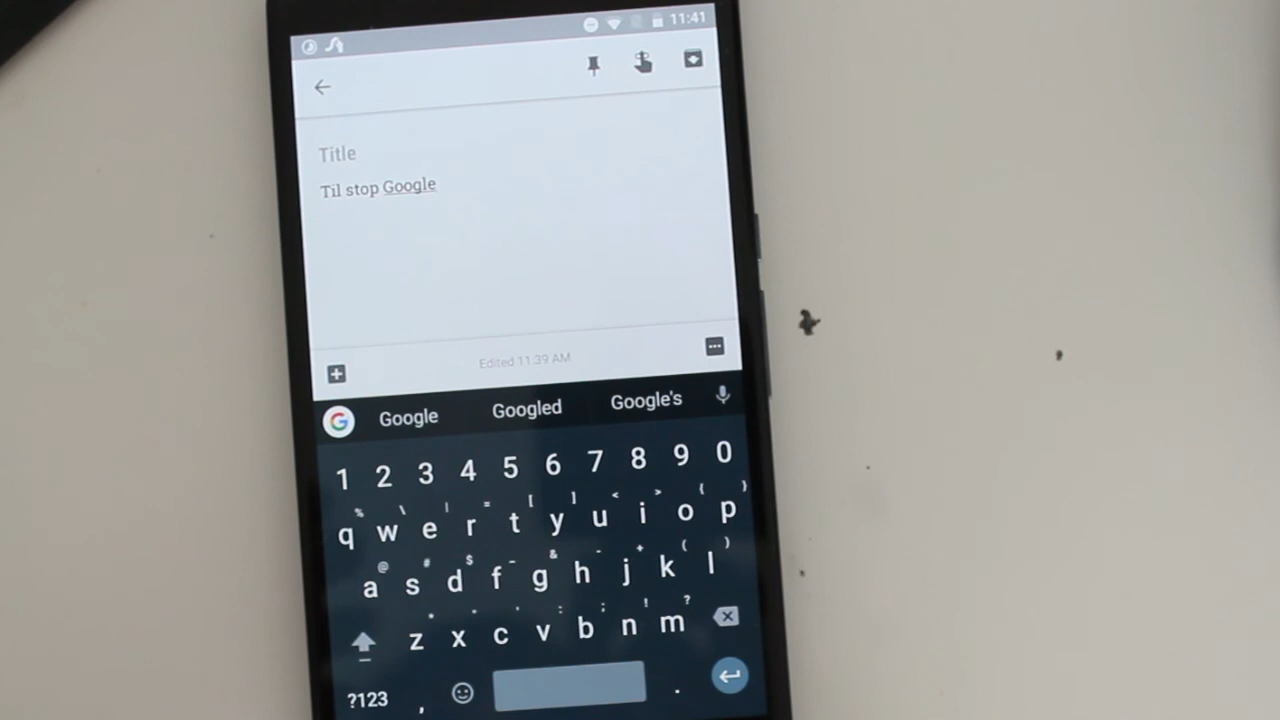 11:41
Title
Til stop Google
Edited 11:39 AM
G Google Googled Google's
1 2 3 4 5 6 7 8 9 0
% \ | = [ ] < > { }
q w e r t y u i o p
@ # $ - & - + ( )
a s d f g h j k l
: ; ! ?
z x c v b n m
?123 , .